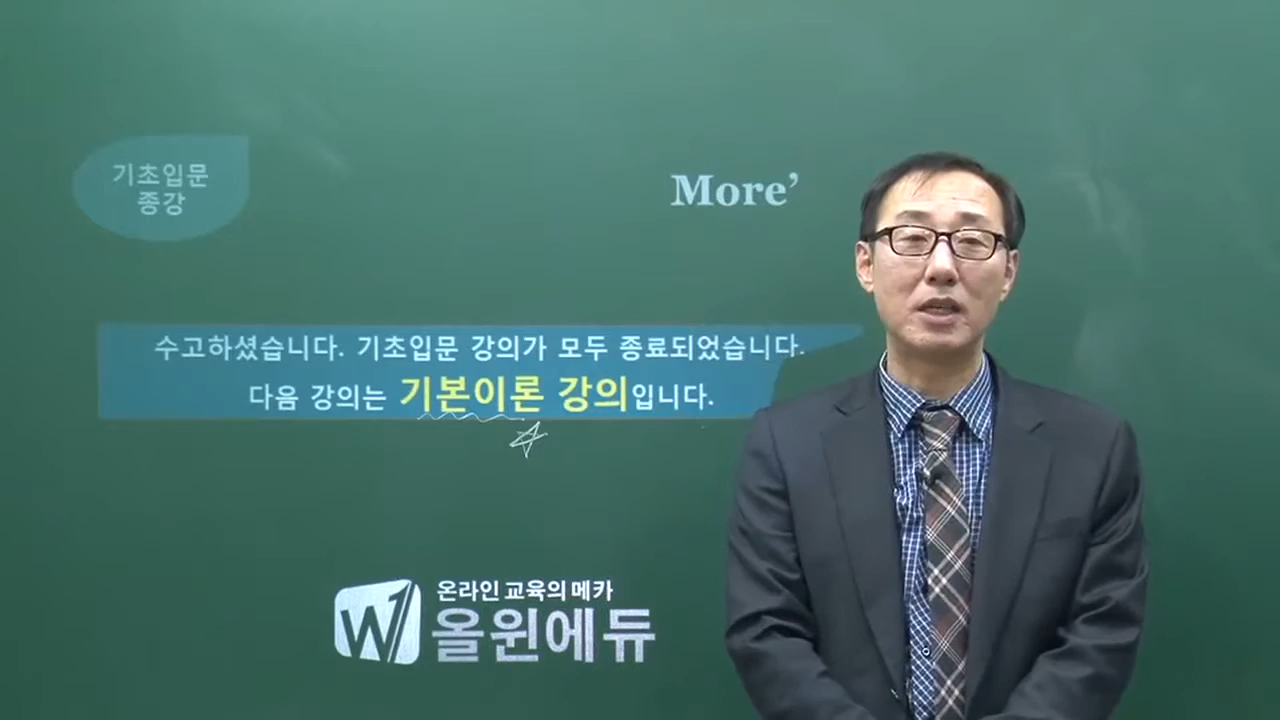 기초입문
종강
More’
수고하셨습니다. 기초입문 강의가 모두 종료되었습니다.
다음 강의는 기본이론 강의입니다.
온라인 교육의 메카
W1 올윈에듀